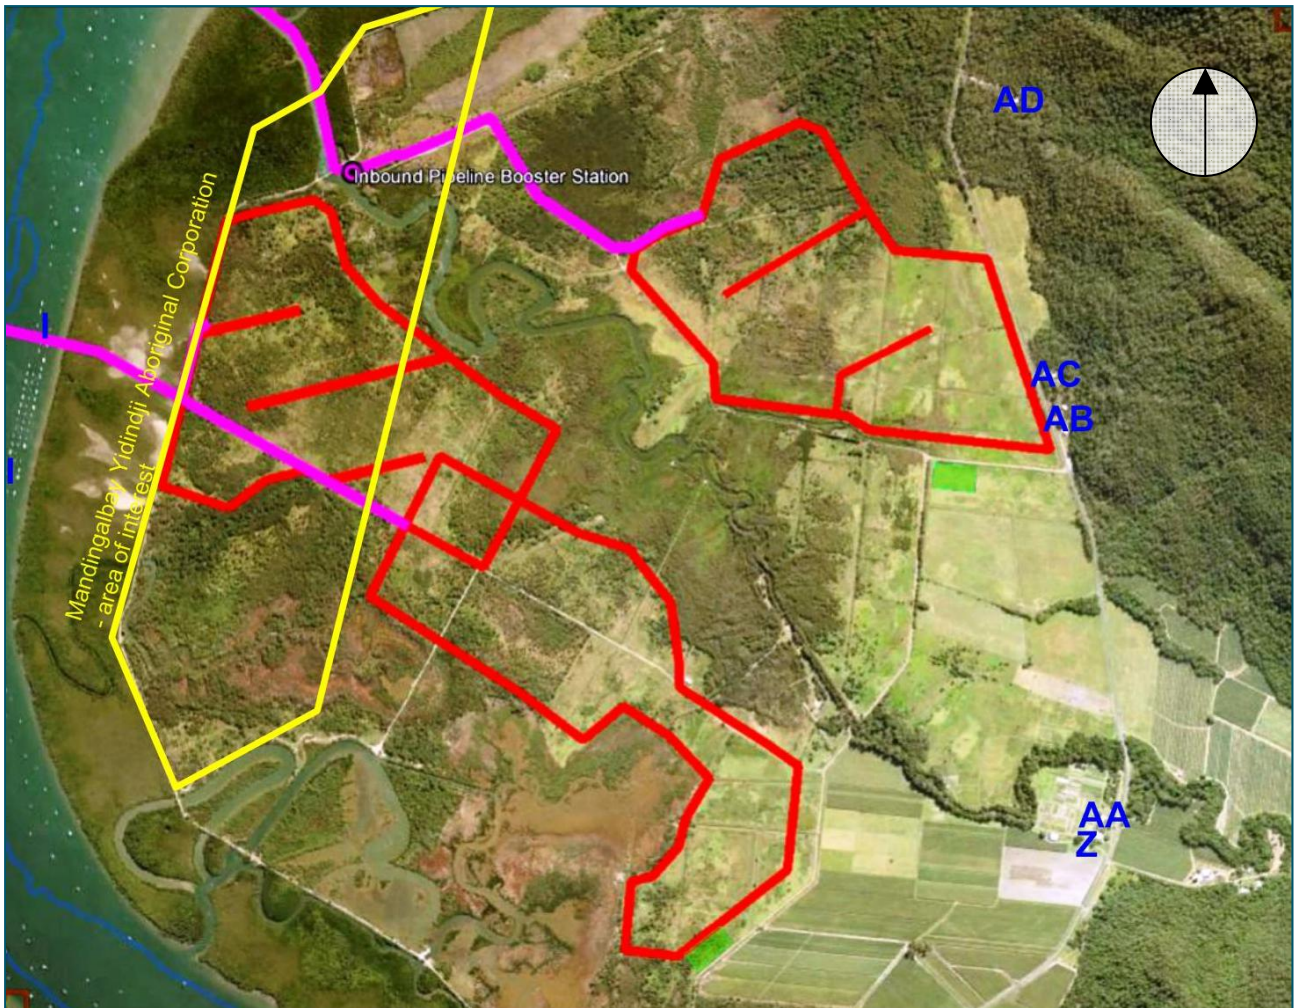 AD
Inbound Pipeline Booster Station
Mandingalbay Yidindji Aboriginal Corporation
- area of interest
I
AC
AB
I
AA
Z